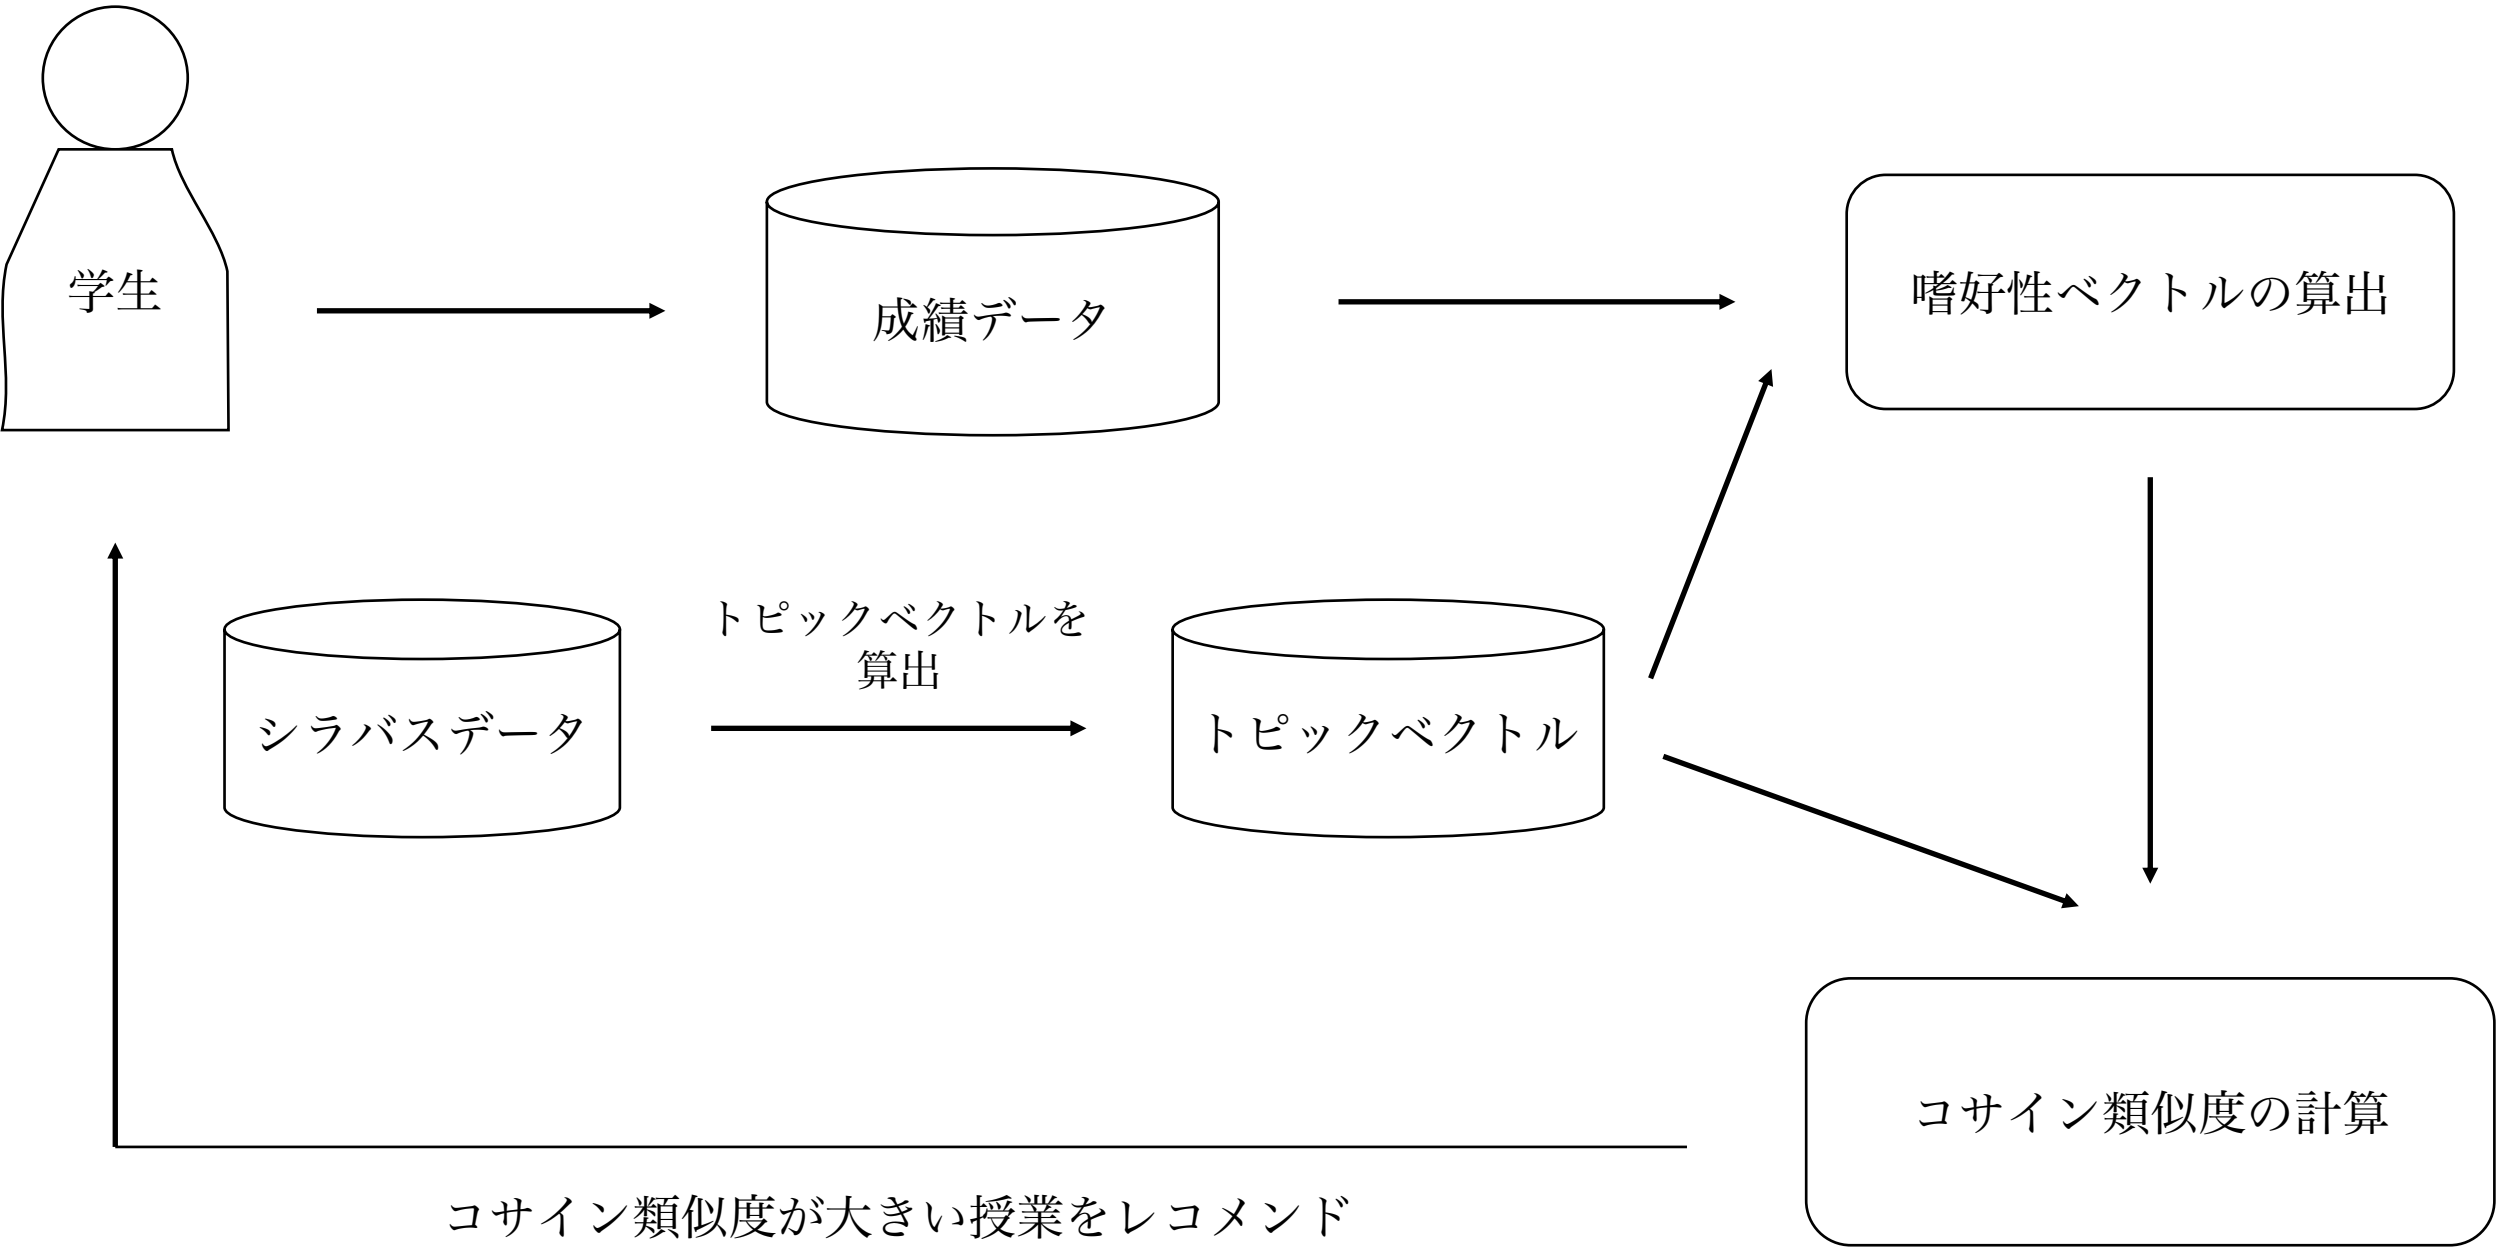 学生
成績データ
嗜好性ベクトルの算出
トピックベクトルを
算出
シラバスデータ
トピックベクトル
コサイン類似度の計算
コサイン類似度が大きい授業をレコメンド